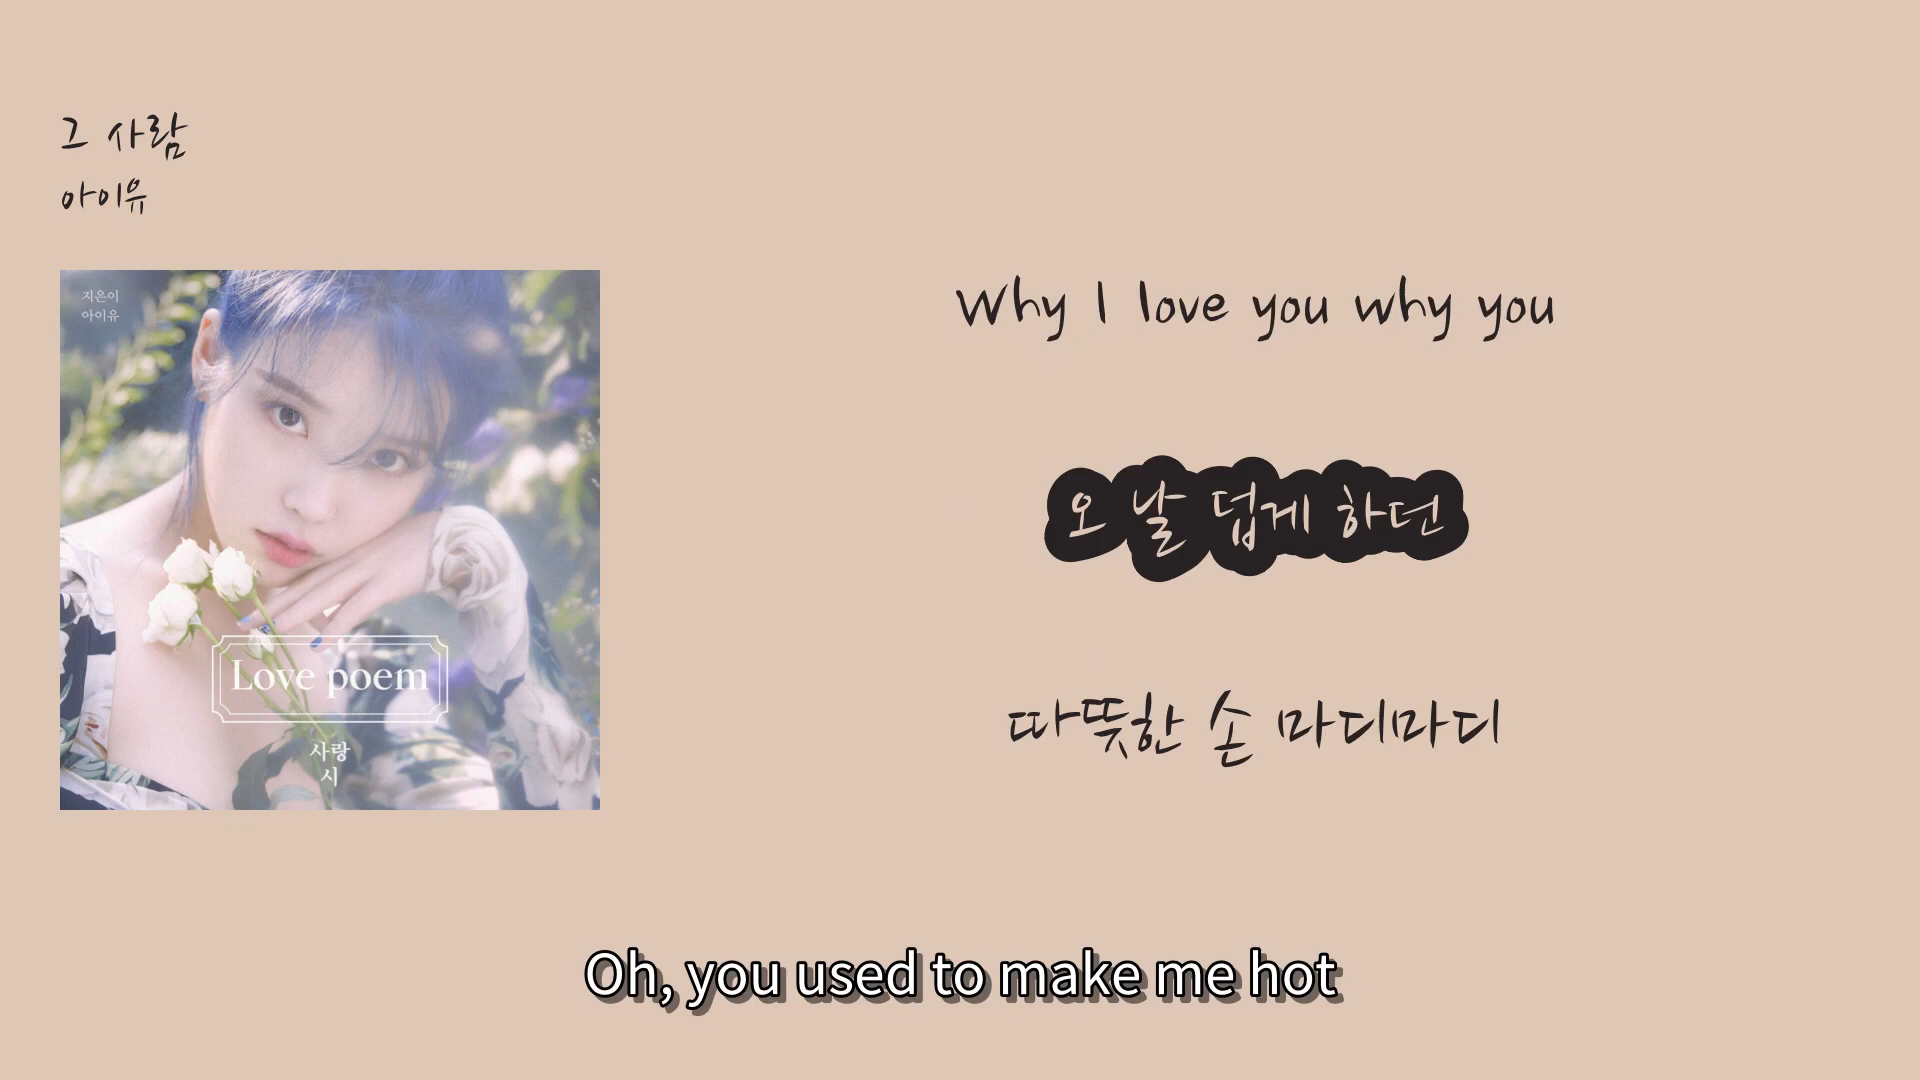 그 사람
아이유
지은이
아이유
Love poem
사랑
시
Why I love you why you
오 날 덥게 하던
따뜻한 손 마디마디
Oh, you used to make me hot